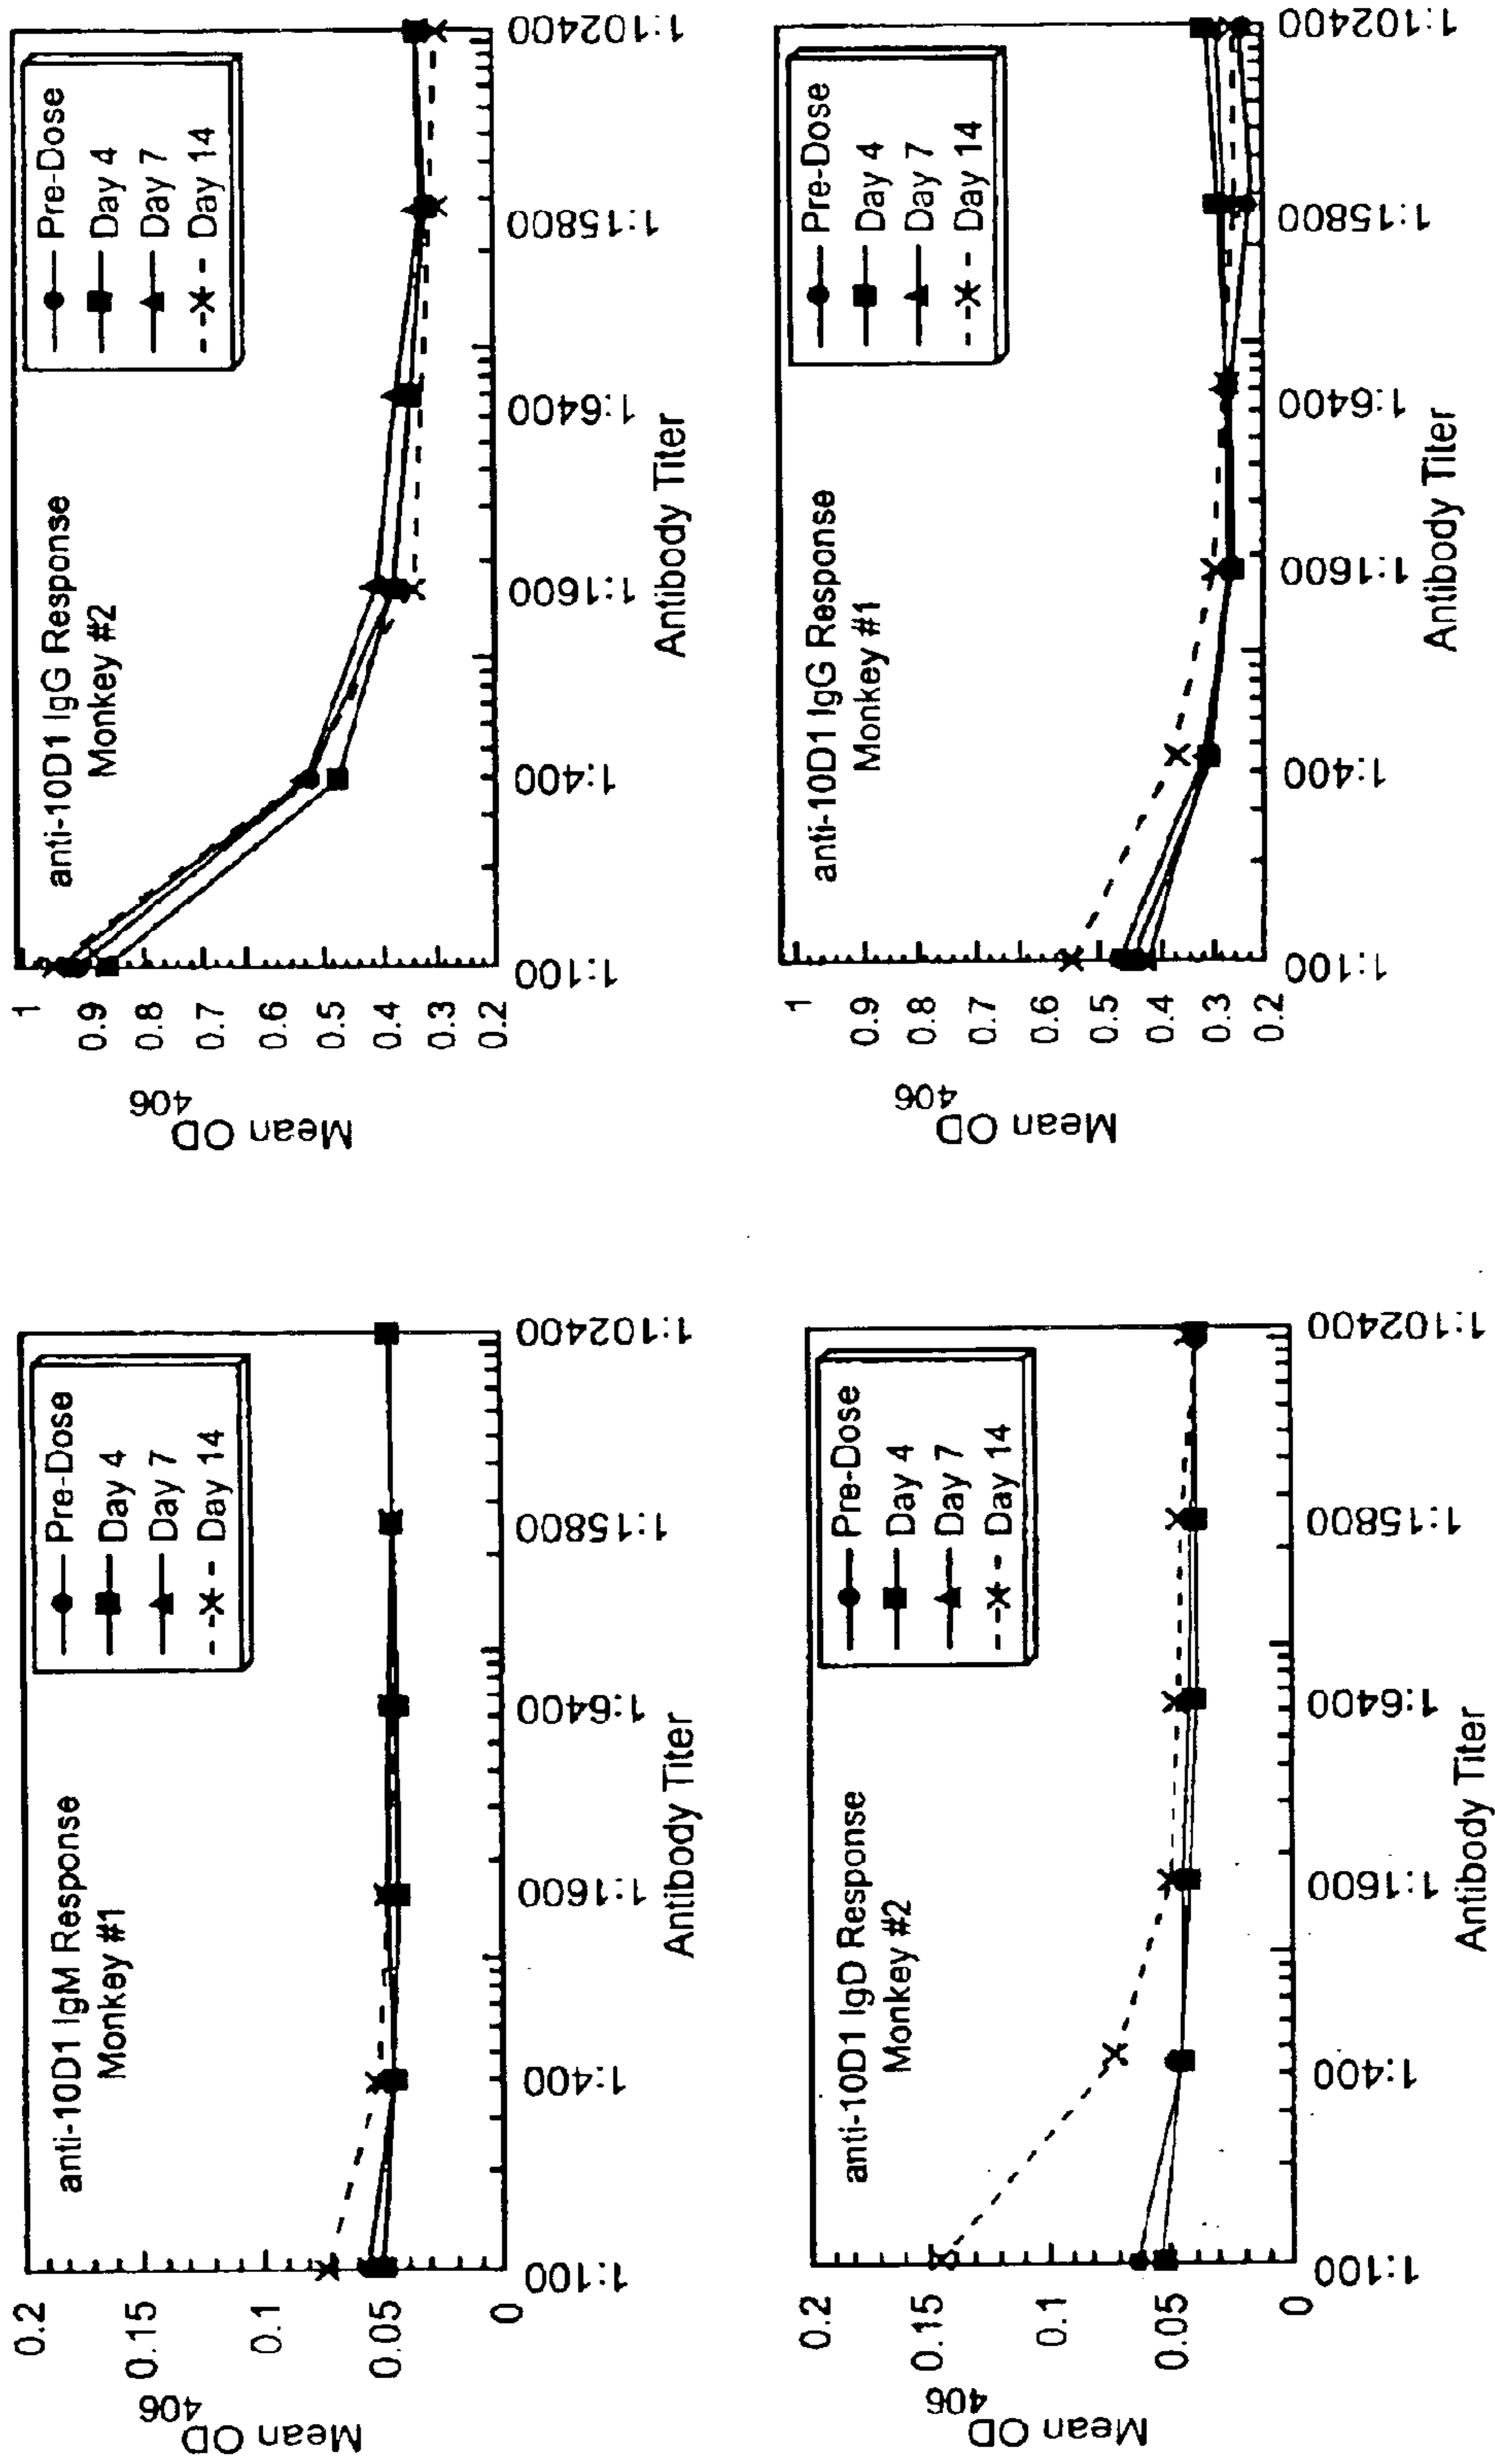 anti-10D1 IgM Response
Monkey #1
Pre-Dose
Day 4
Day 7
Day 14
0.2
0.15
0.1
0.05
0
Mean OD 406
1:100
1:400
1:1600
1:6400
1:15800
1:102400
Antibody Titer
anti-10D1 IgG Response
Monkey #2
Pre-Dose
Day 4
Day 7
Day 14
1
0.9
0.8
0.7
0.6
0.5
0.4
0.3
0.2
Mean OD 406
1:100
1:400
1:1600
1:6400
1:15800
1:102400
Antibody Titer
anti-10D1 IgD Response
Monkey #2
Pre-Dose
Day 4
Day 7
Day 14
0.2
0.15
0.1
0.05
0
Mean OD 406
1:100
1:400
1:1600
1:6400
1:15800
1:102400
Antibody Titer
anti-10D1 IgG Response
Monkey #1
Pre-Dose
Day 4
Day 7
Day 14
1
0.9
0.8
0.7
0.6
0.5
0.4
0.3
0.2
Mean OD 406
1:100
1:400
1:1600
1:6400
1:15800
1:102400
Antibody Titer